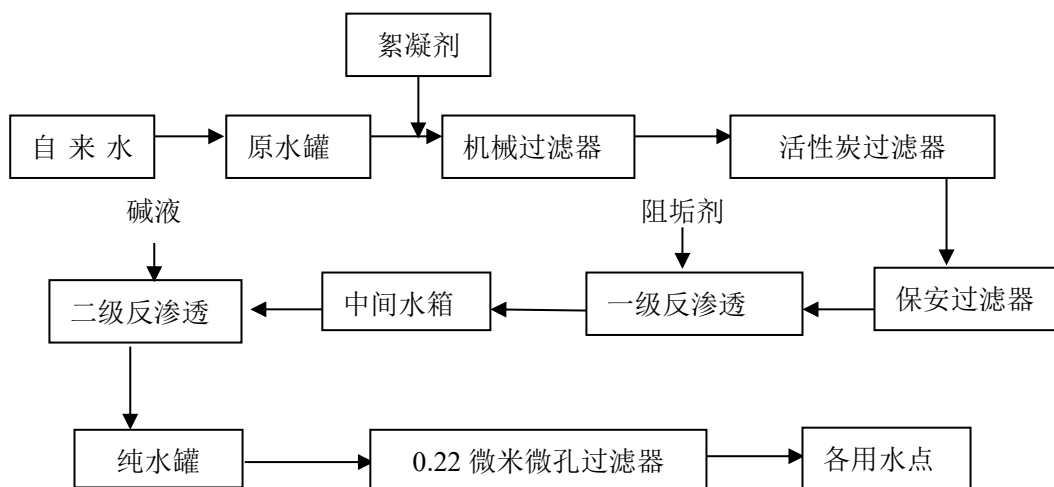 絮凝剂
自 来 水
原水罐
机械过滤器
活性炭过滤器
碱液
阻垢剂
二级反渗透
中间水箱
一级反渗透
保安过滤器
纯水罐
0.22 微米微孔过滤器
各用水点